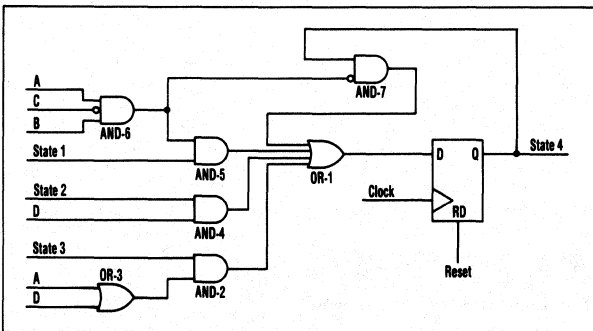 A
C
B
AND-6
AND-7
State 1
AND-5
OR-1
D Q
State 4
State 2
D
AND-4
Clock
RD
State 3
A
OR-3
D
AND-2
Reset